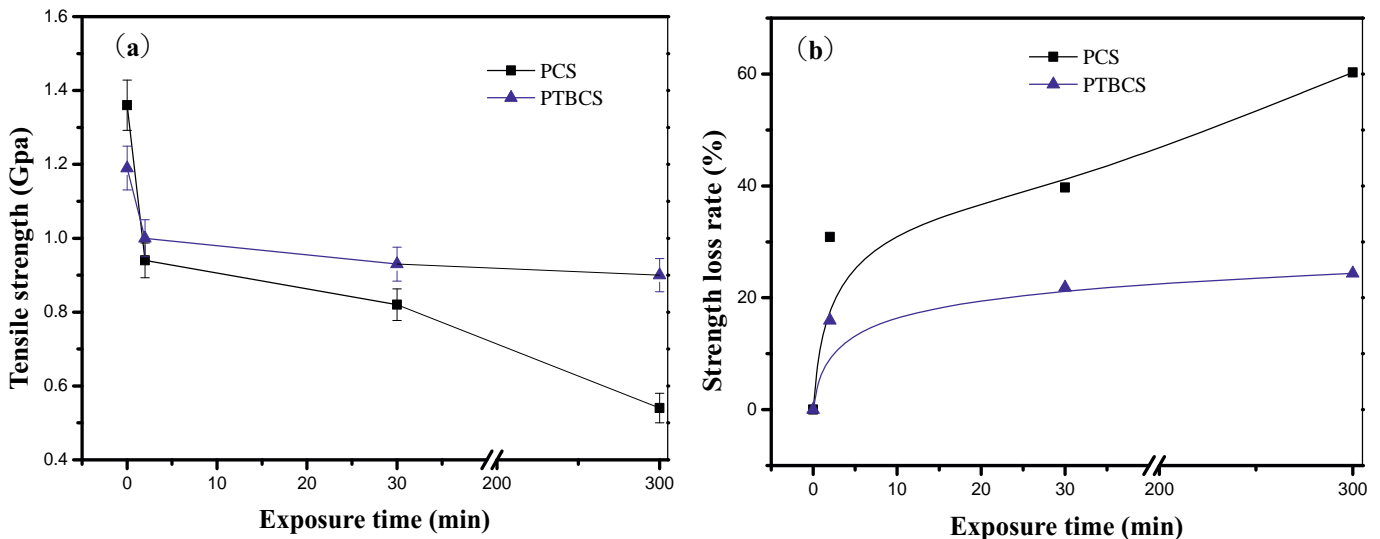 (a)
PCS
PTBCS
Tensile strength (Gpa)
1.6
1.4
1.2
1.0
0.8
0.6
0.4
0
10
20
30
200
300
Exposure time (min)
(b)
PCS
PTBCS
Strength loss rate (%)
60
40
20
0
0
10
20
30
200
300
Exposure time (min)